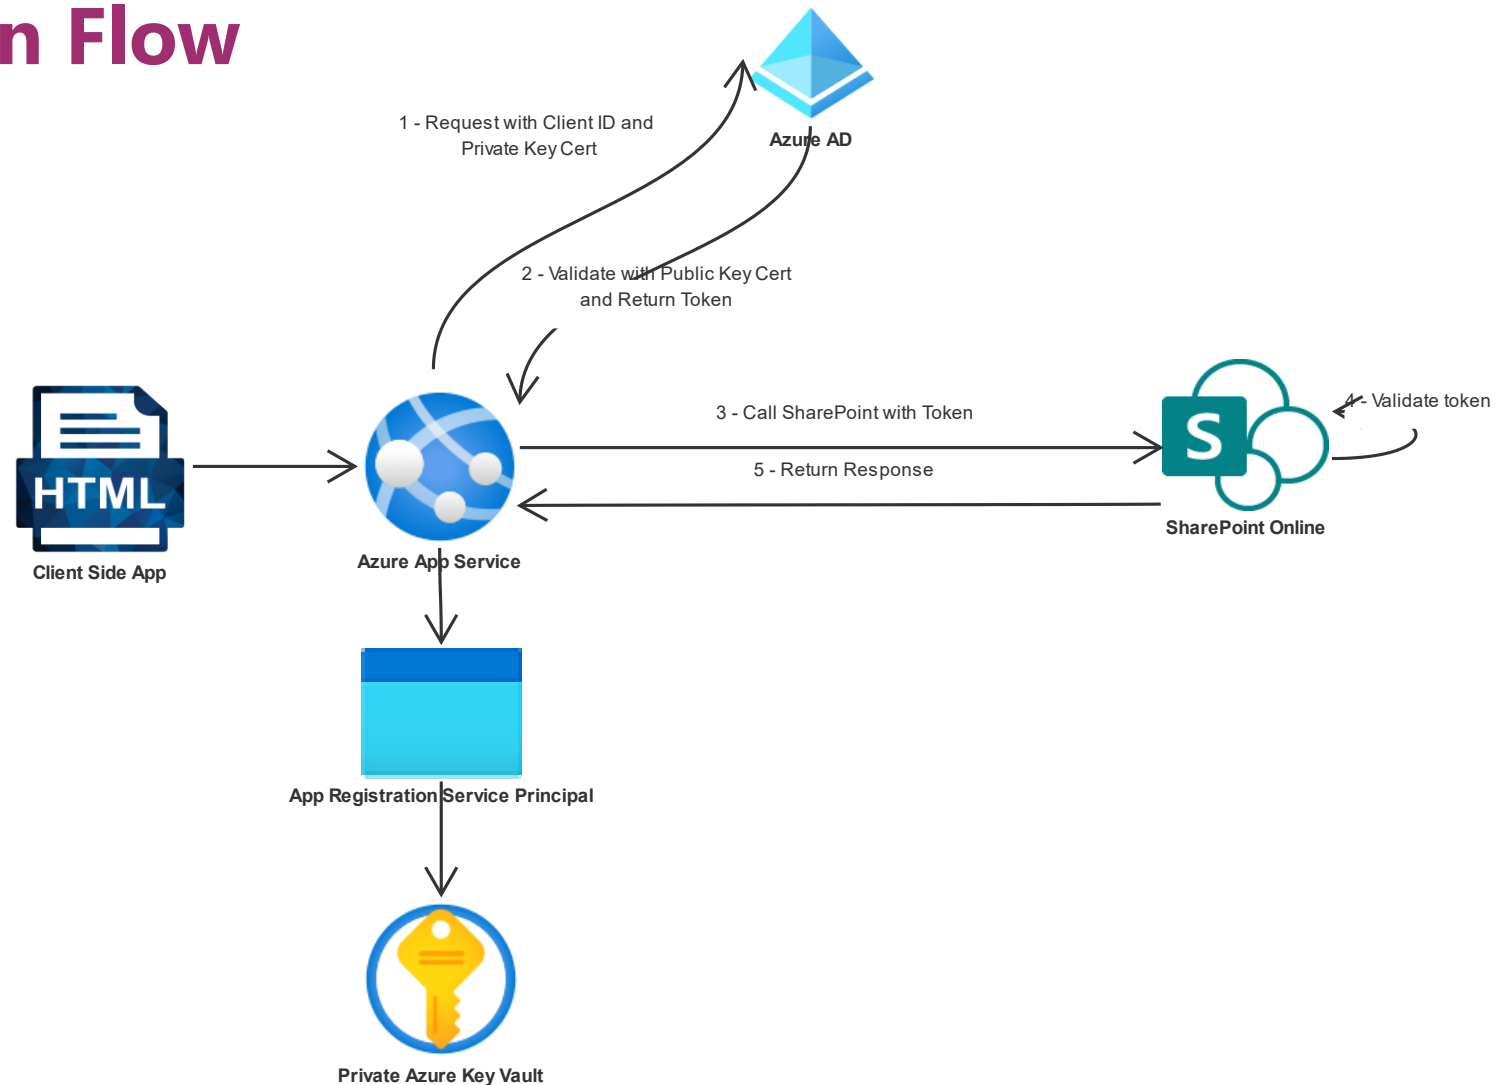 n Flow
Azure AD
1 - Request with Client ID and
Private Key Cert
2 - Validate with Public Key Cert
and Return Token
3 - Call SharePoint with Token
4 - Validate token
5 - Return Response
S
SharePoint Online
HTML
Client Side App
Azure App Service
App Registration Service Principal
Private Azure Key Vault